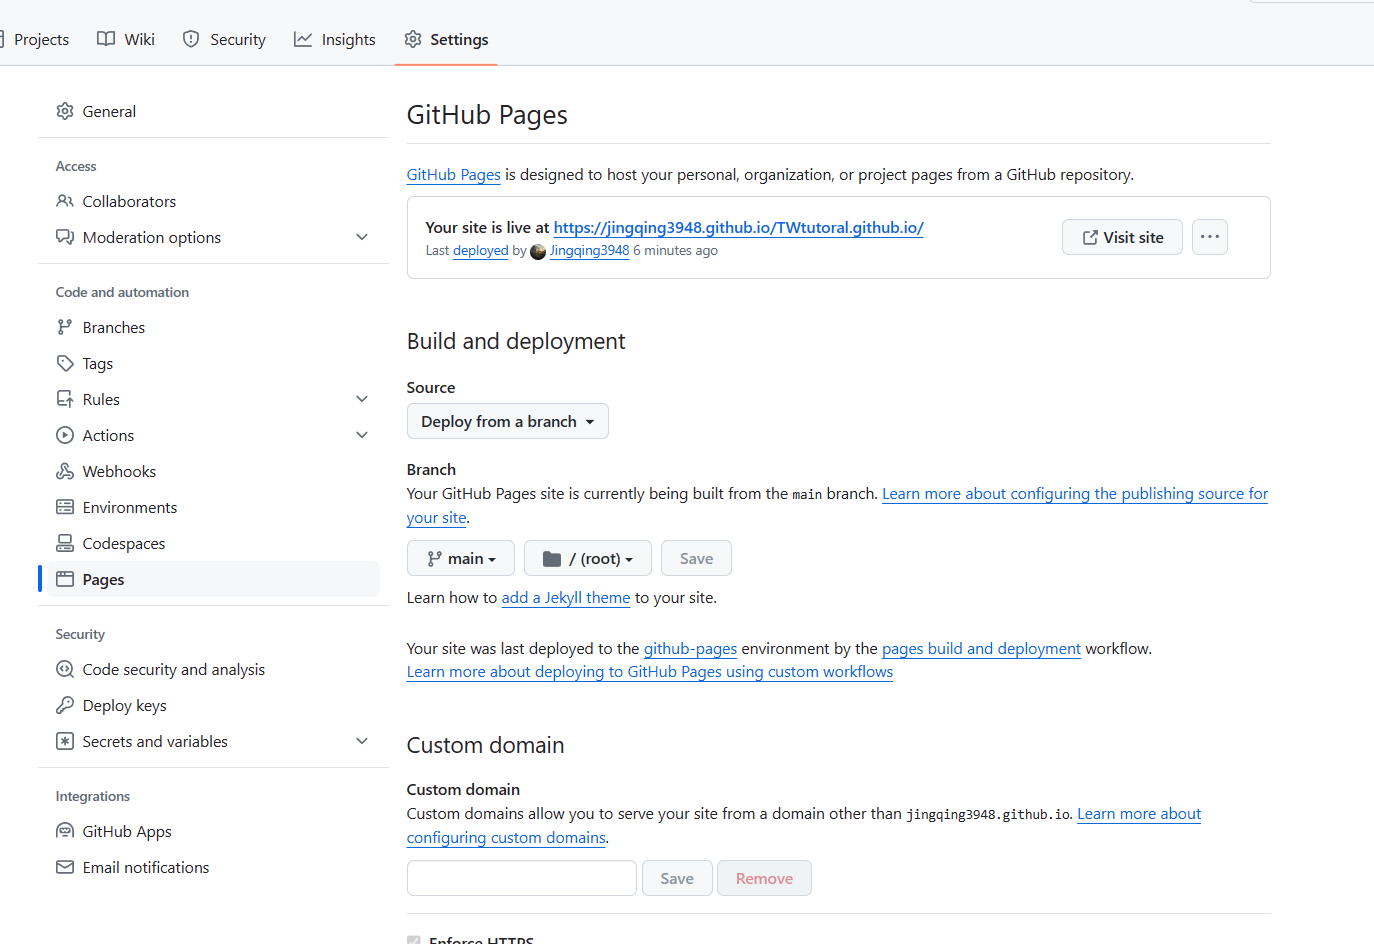 Projects
Wiki
Security
Insights
Settings
General
Access
Collaborators
Moderation options
Code and automation
Branches
Tags
Rules
Actions
Webhooks
Environments
Codespaces
Pages
Security
Code security and analysis
Deploy keys
Secrets and variables
Integrations
GitHub Apps
Email notifications
GitHub Pages
GitHub Pages is designed to host your personal, organization, or project pages from a GitHub repository.
Your site is live at https://jingqing3948.github.io/TWtutoral.github.io/
Last deployed by Jingqing3948 6 minutes ago
Visit site
Build and deployment
Source
Deploy from a branch
Branch
Your GitHub Pages site is currently being built from the main branch. Learn more about configuring the publishing source for
your site.
main
/ (root)
Save
Learn how to add a Jekyll theme to your site.
Your site was last deployed to the github-pages environment by the pages build and deployment workflow.
Learn more about deploying to GitHub Pages using custom workflows
Custom domain
Custom domain
Custom domains allow you to serve your site from a domain other than jingqing3948.github.io. Learn more about
configuring custom domains.
Save
Remove
Enforce HTTPS